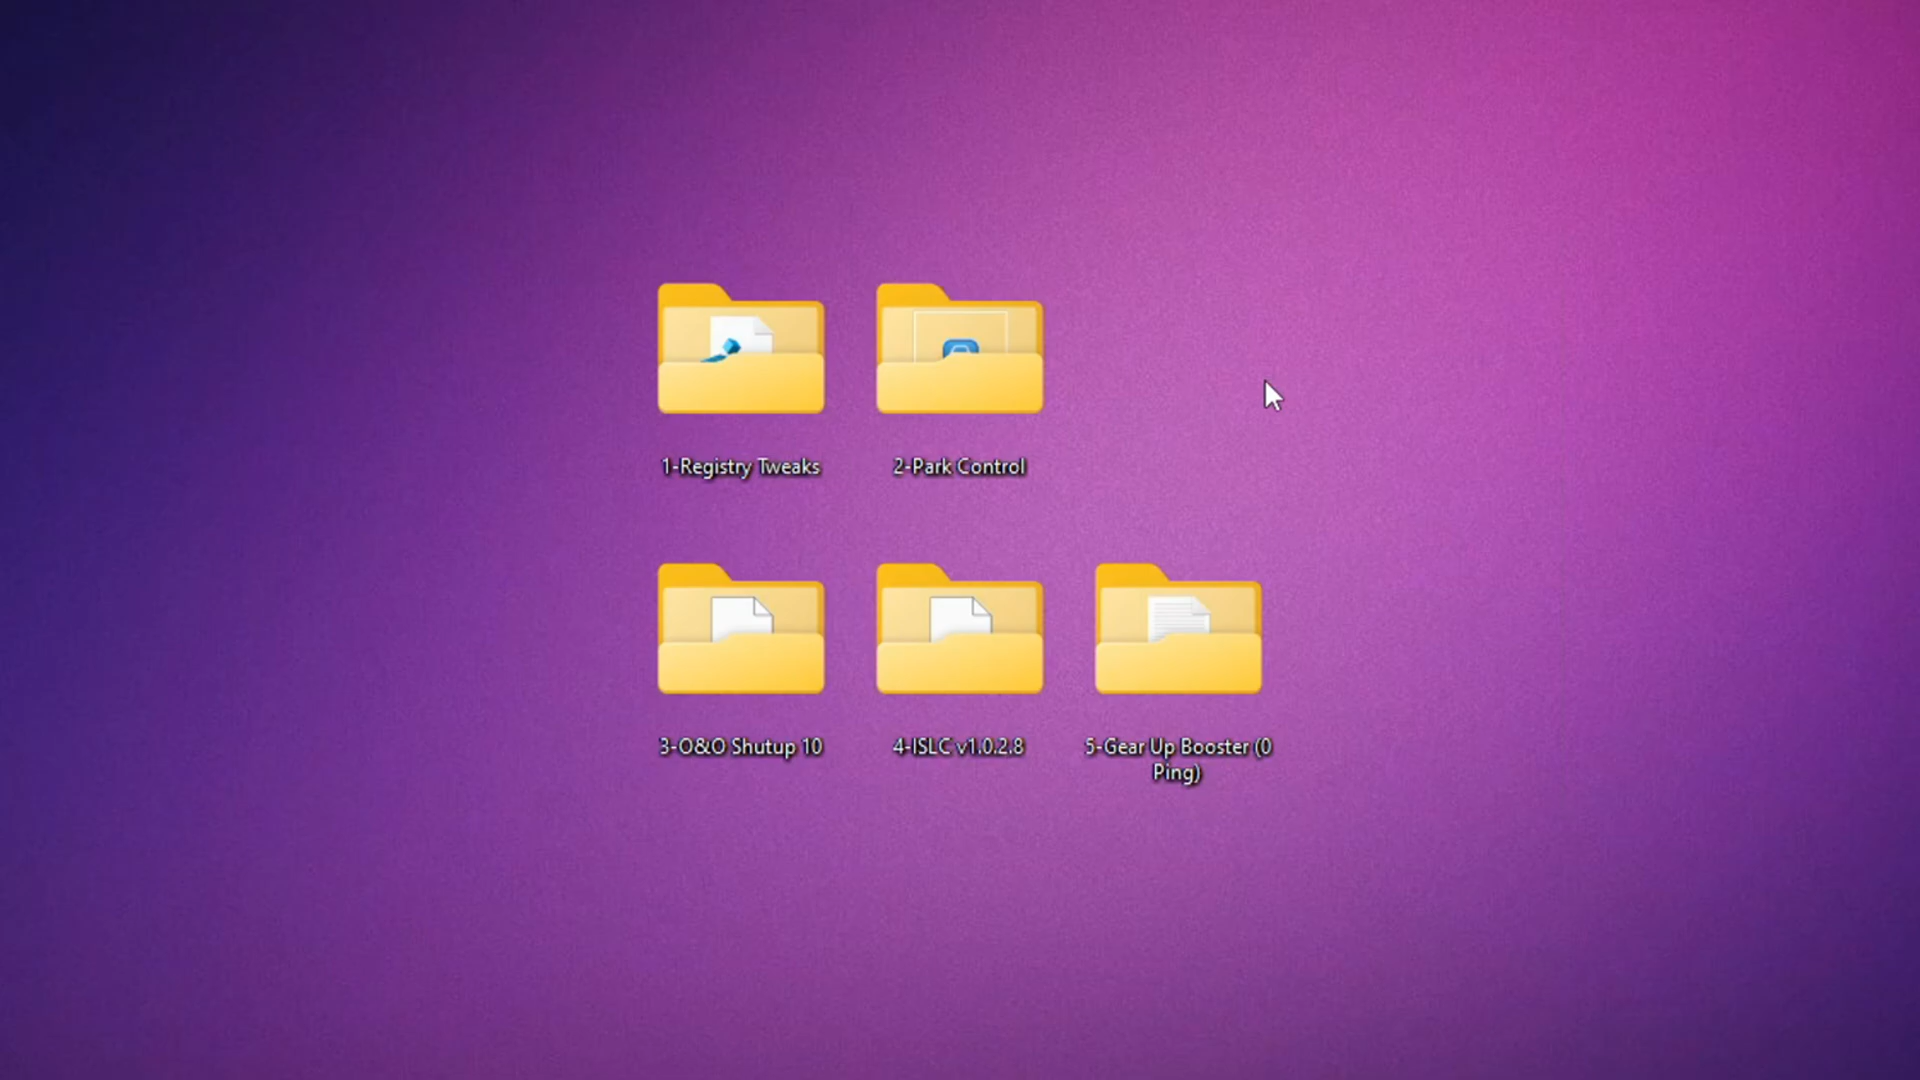 1-Registry Tweaks
2-Park Control
3-O&O Shutup 10
4-ISLC v1.0.2.8
5-Gear Up Booster (0
Ping)